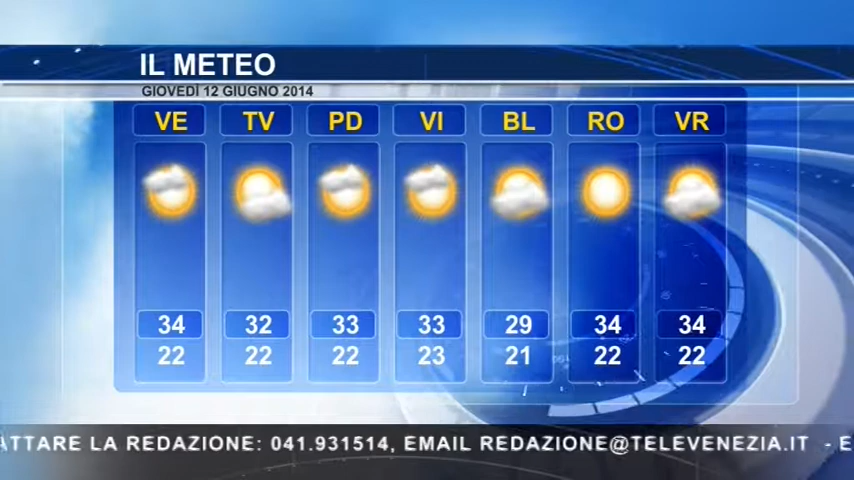 IL METEO
GIOVEDÌ 12 GIUGNO 2014
VE TV PD VI BL RO VR
34 32 33 33 29 34 34
22 22 22 23 21 22 22
ATTARE LA REDAZIONE: 041.931514, EMAIL REDAZIONE@TELEVENEZIA.IT - E